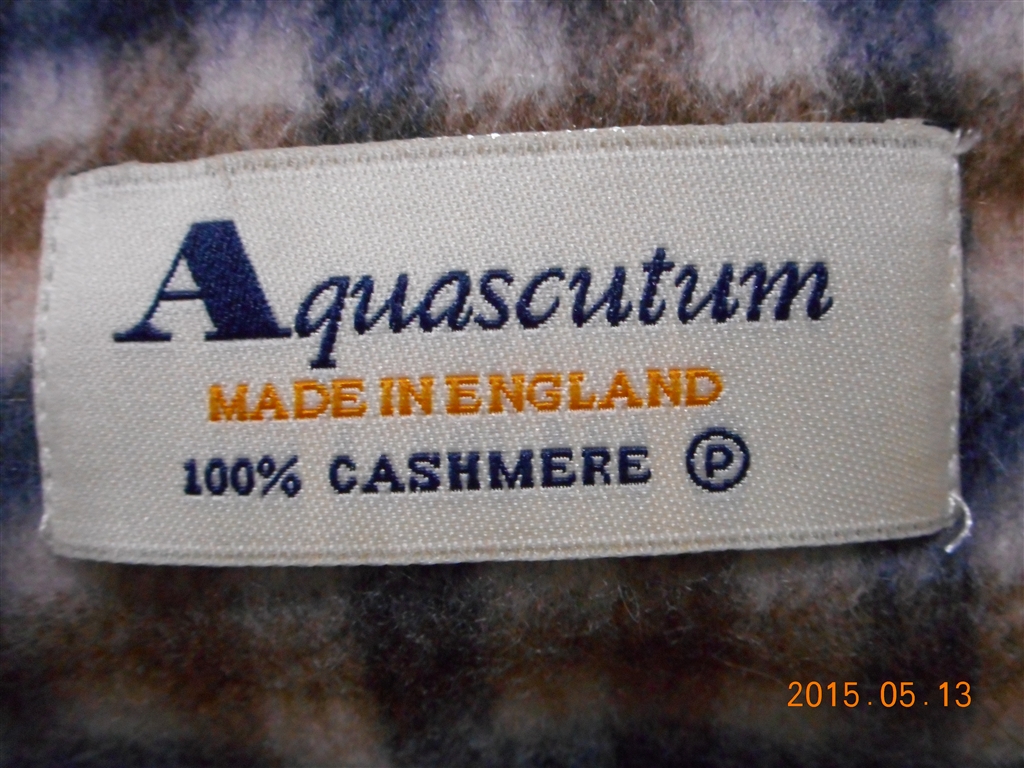 Aquascutum
MADE IN ENGLAND
100% CASHMERE Ⓟ
2015.05.13